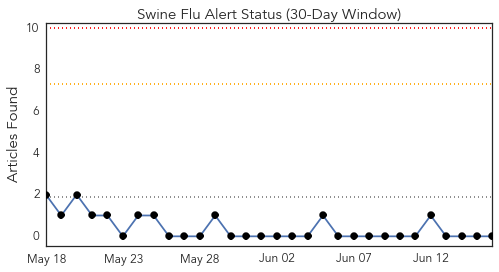 Swine Flu Alert Status (30-Day Window)
Articles Found
10
8
6
4
2
0
May 18
May 23
May 28
Jun 02
Jun 07
Jun 12